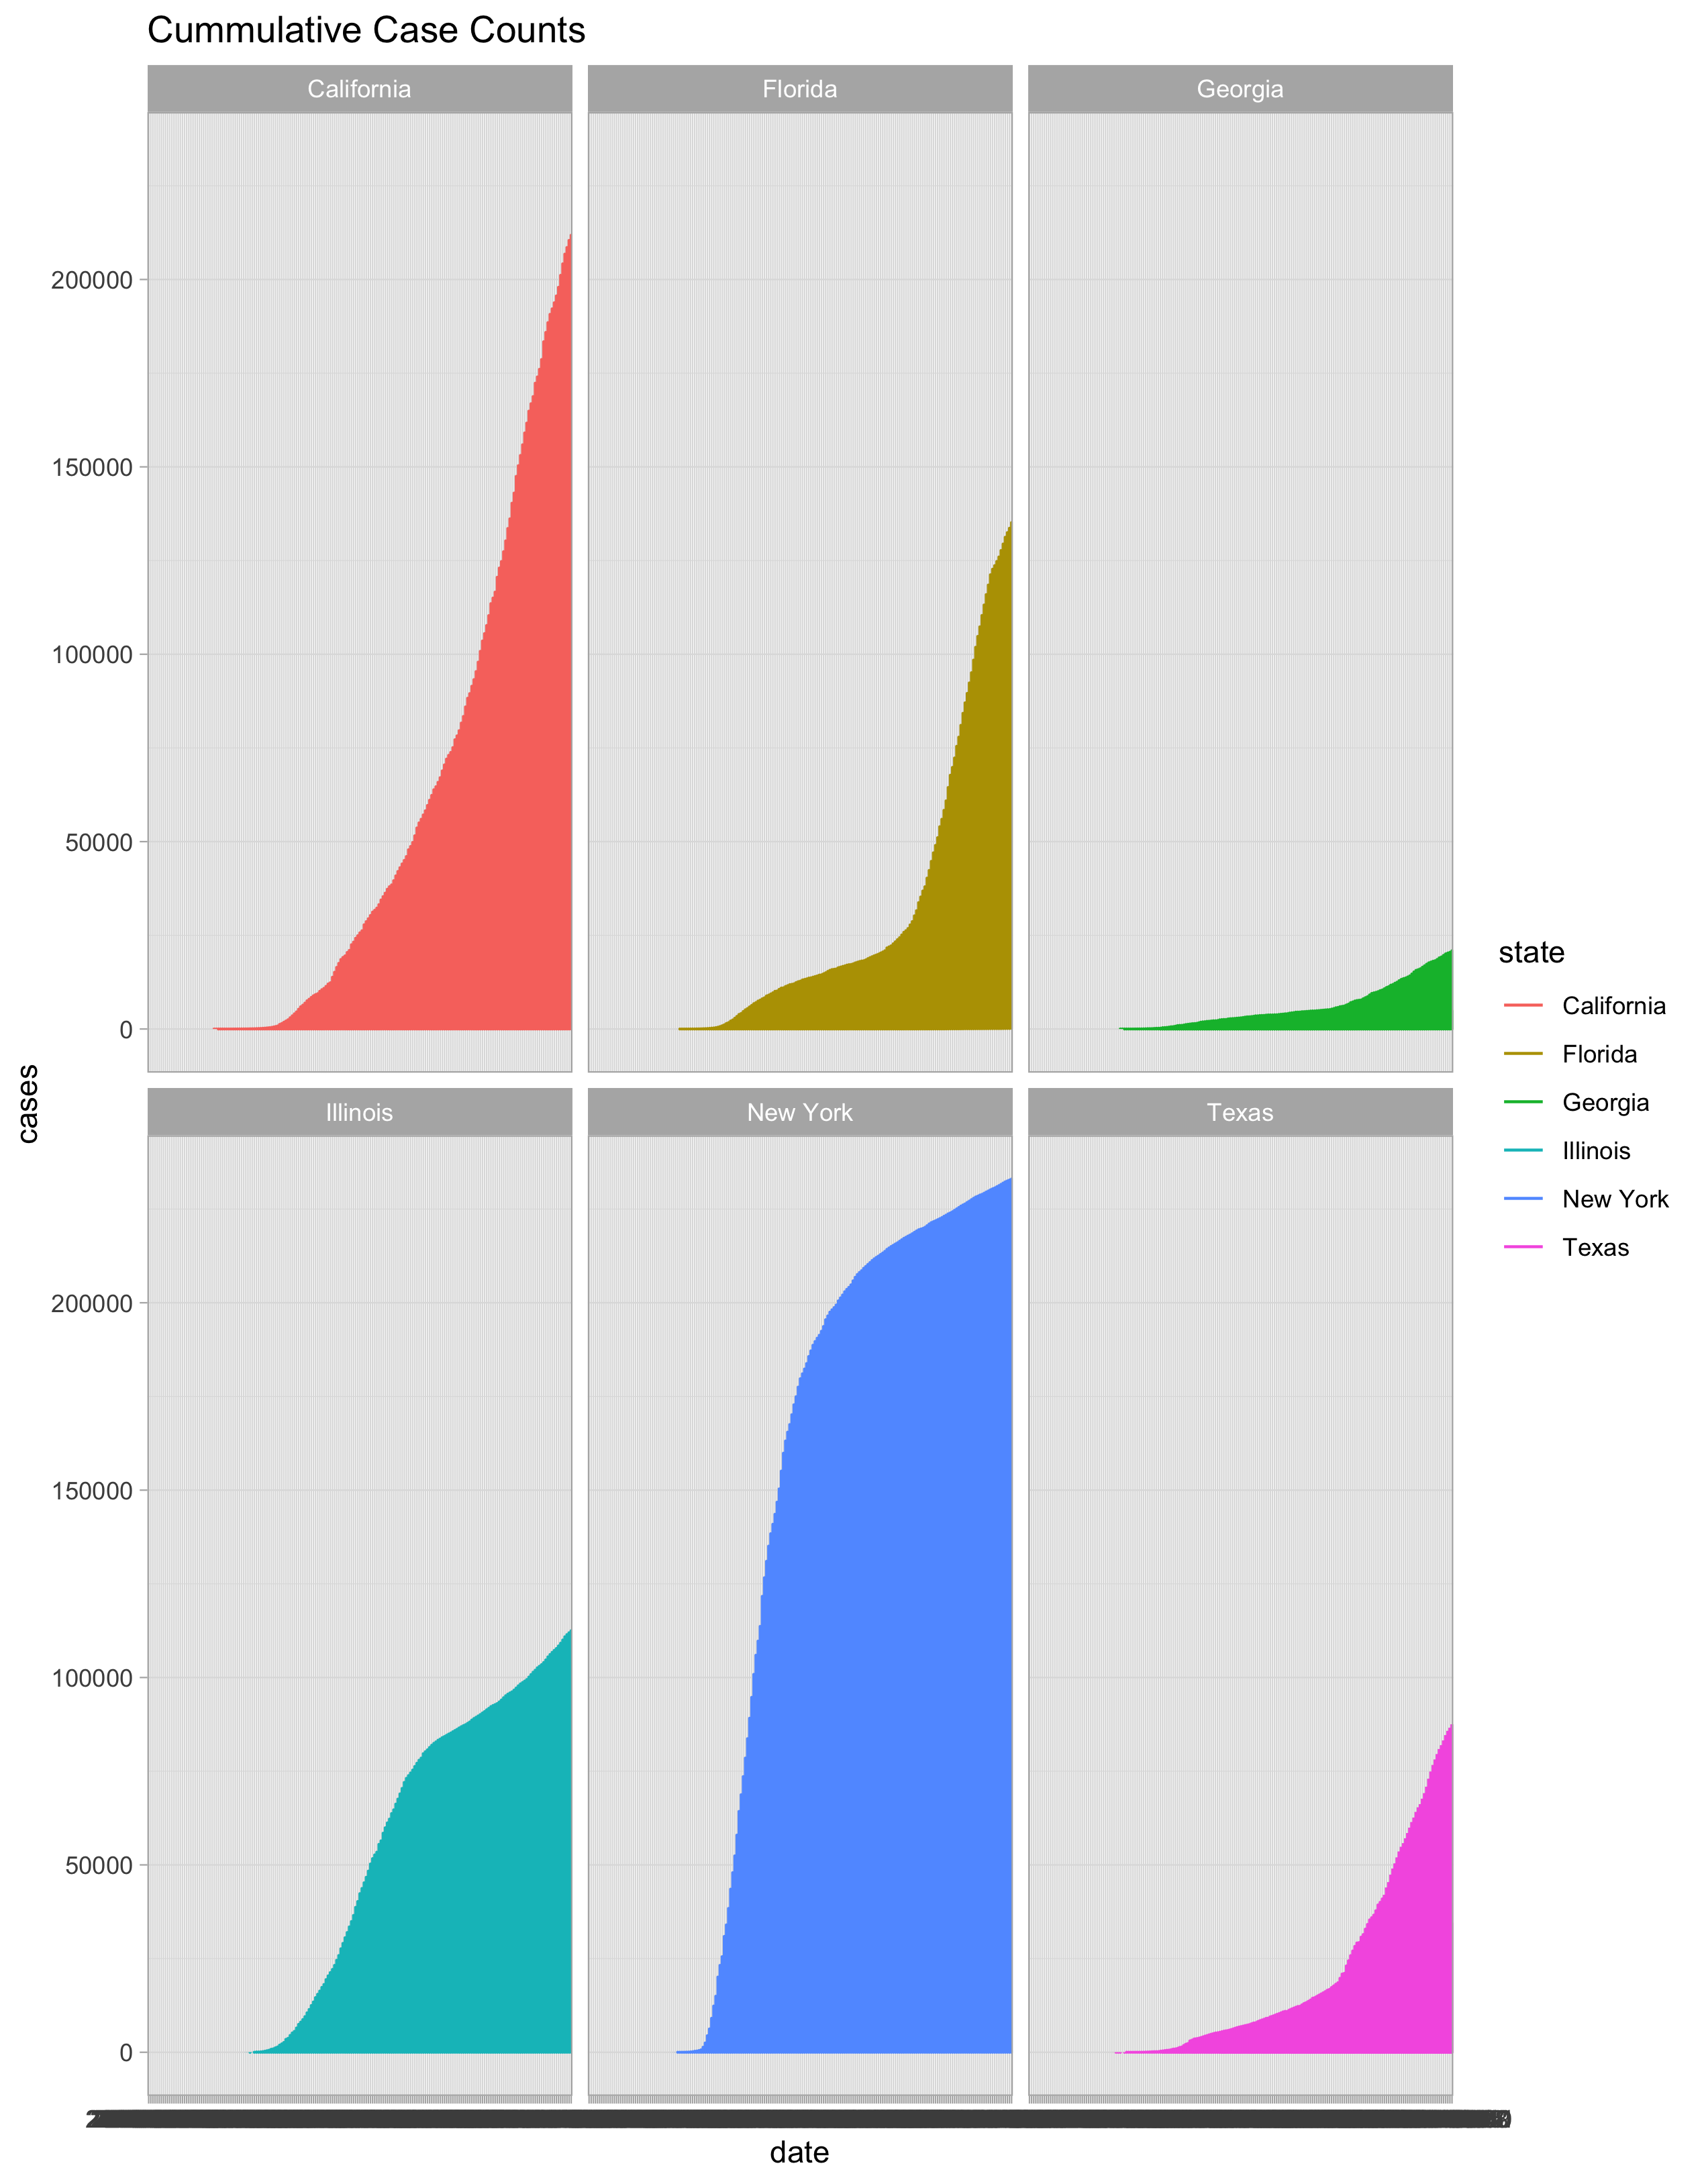 Cummulative Case Counts
California Florida Georgia
200000
150000
100000
50000
0
Illinois New York Texas
200000
150000
100000
50000
0
cases
date
state
California
Florida
Georgia
Illinois
New York
Texas